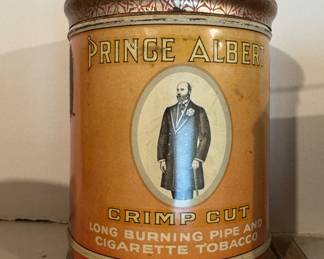 PRINCE ALBERT
CRIMP CUT
LONG BURNING PIPE AND
CIGARETTE TOBACCO